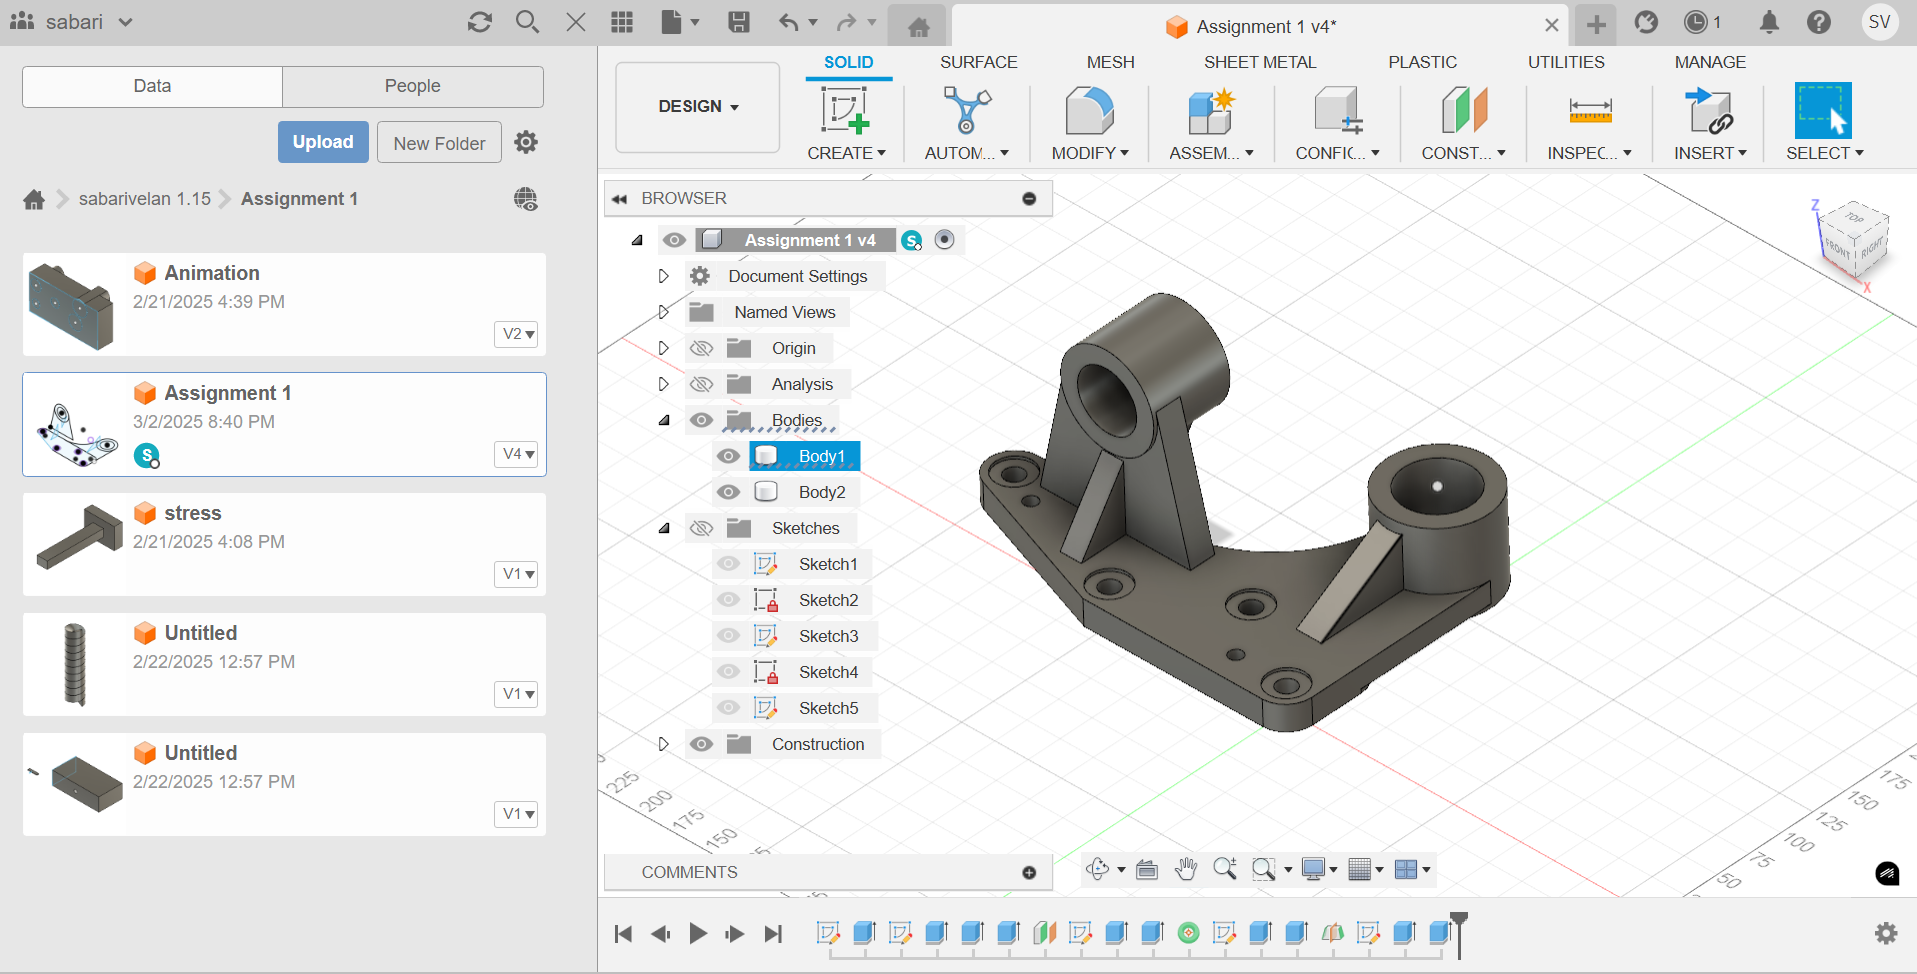 sabari
Assignment 1 v4*
1
SV
Data
People
Upload
New Folder
sabarivelan 1.15
Assignment 1
Animation
2/21/2025 4:39 PM
V2
Assignment 1
3/2/2025 8:40 PM
S
V4
stress
2/21/2025 4:08 PM
V1
Untitled
2/22/2025 12:57 PM
V1
Untitled
2/22/2025 12:57 PM
V1
SOLID
SURFACE
MESH
SHEET METAL
PLASTIC
UTILITIES
MANAGE
DESIGN
CREATE
AUTOM...
MODIFY
ASSEM...
CONFIC...
CONST...
INSPEC...
INSERT
SELECT
BROWSER
Assignment 1 v4
S
Document Settings
Named Views
Origin
Analysis
Bodies
Body1
Body2
Sketches
Sketch1
Sketch2
Sketch3
Sketch4
Sketch5
Construction
Z
TOP
FRONT
RIGHT
X
225
200
175
150
175
150
125
100
75
50
COMMENTS